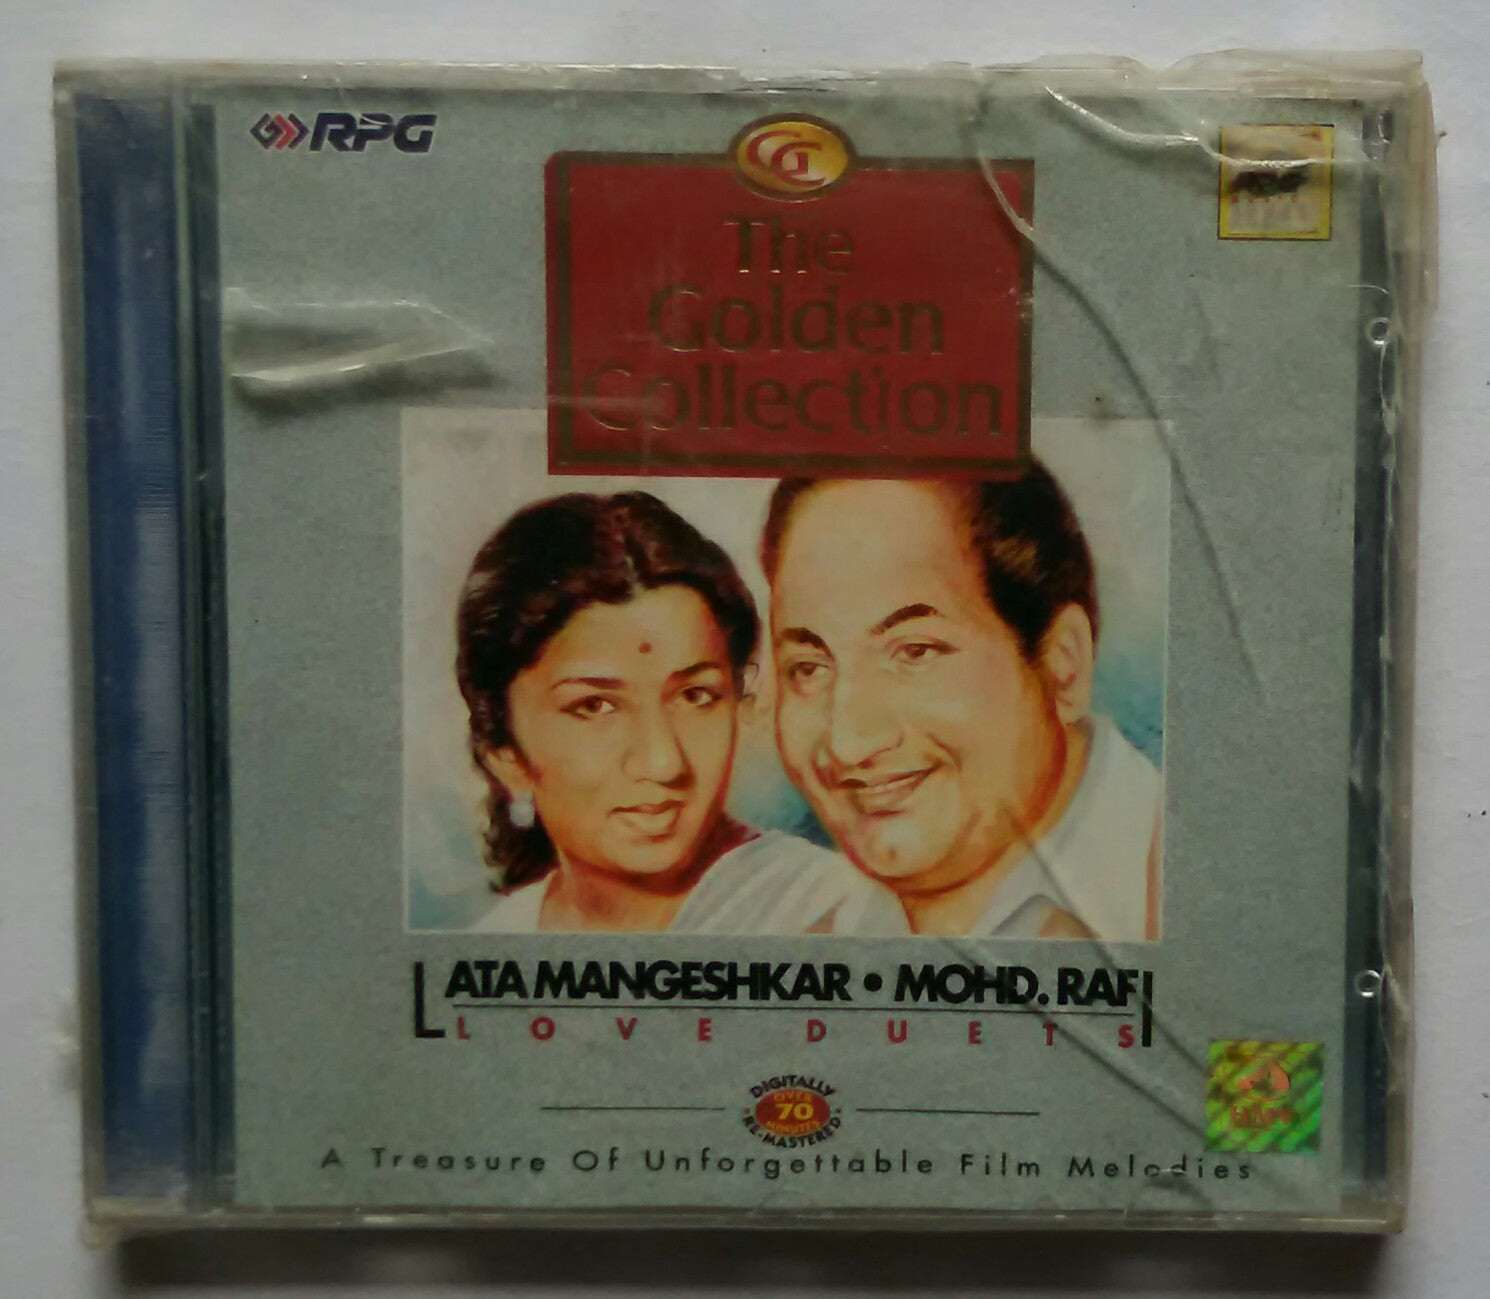 RPG
GC
The
Golden
Collection
LATA MANGESHKAR • MOHD. RAFI
LOVE DUETS
DIGITALLY
OVER
70
MINUTES
RE-MASTERED
A Treasure Of Unforgettable Film Melodies